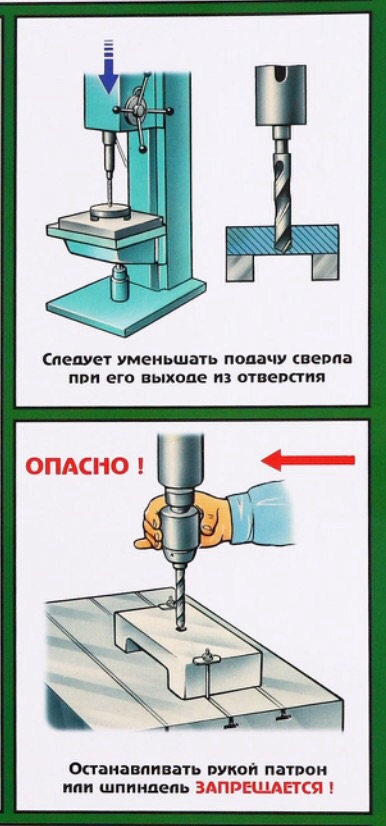 Следует уменьшать подачу сверла
при его выходе из отверстия
ОПАСНО !
Останавливать рукой патрон
или шпиндель ЗАПРЕЩАЕТСЯ !